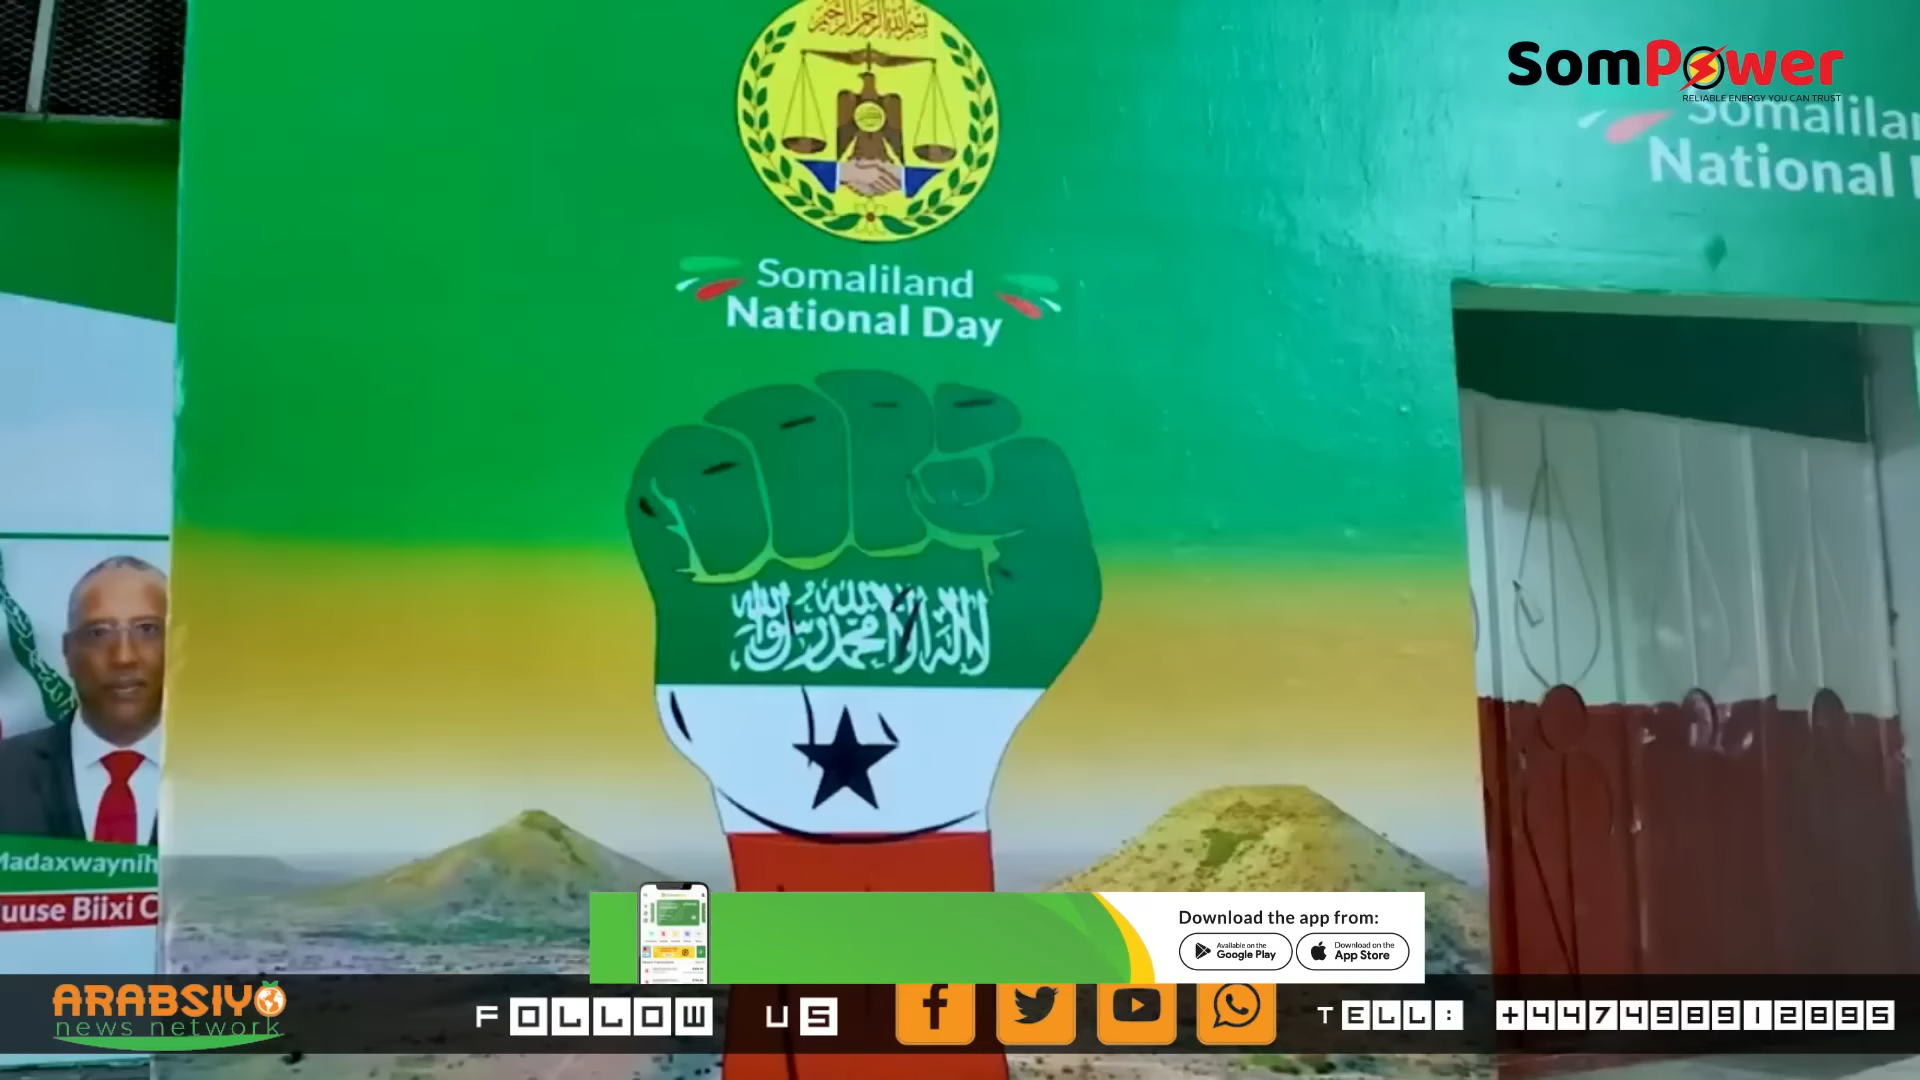 بسم الله الرحمن الرحيم
SomPower
RELIABLE ENERGY YOU CAN TRUST
Somaliland
National Day
Somalilan
National
لا إله إلا الله محمد رسول الله
Madaxwaynih
uuse Biixi C
Download the app from:
Available on the
Google Play
Download on the
App Store
ARABSIYO
news network
FOLLOW US
TELL: +447498912895